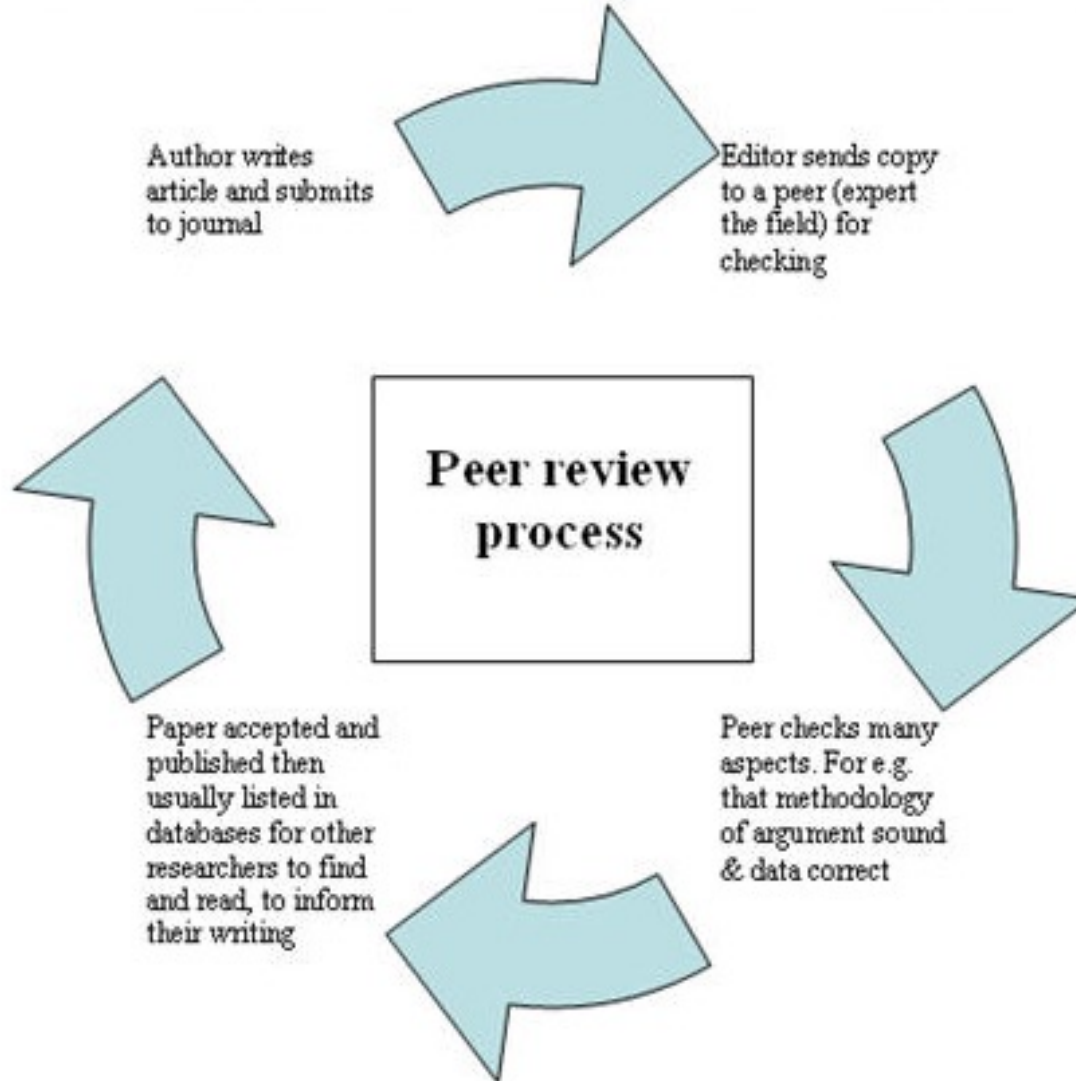 Author writes
article and submits
to journal
Editor sends copy
to a peer (expert
the field) for
checking
Peer review
process
Peer checks many
aspects. For e.g.
that methodology
of argument sound
& data correct
Paper accepted and
published then
usually listed in
databases for other
researchers to find
and read, to inform
their writing